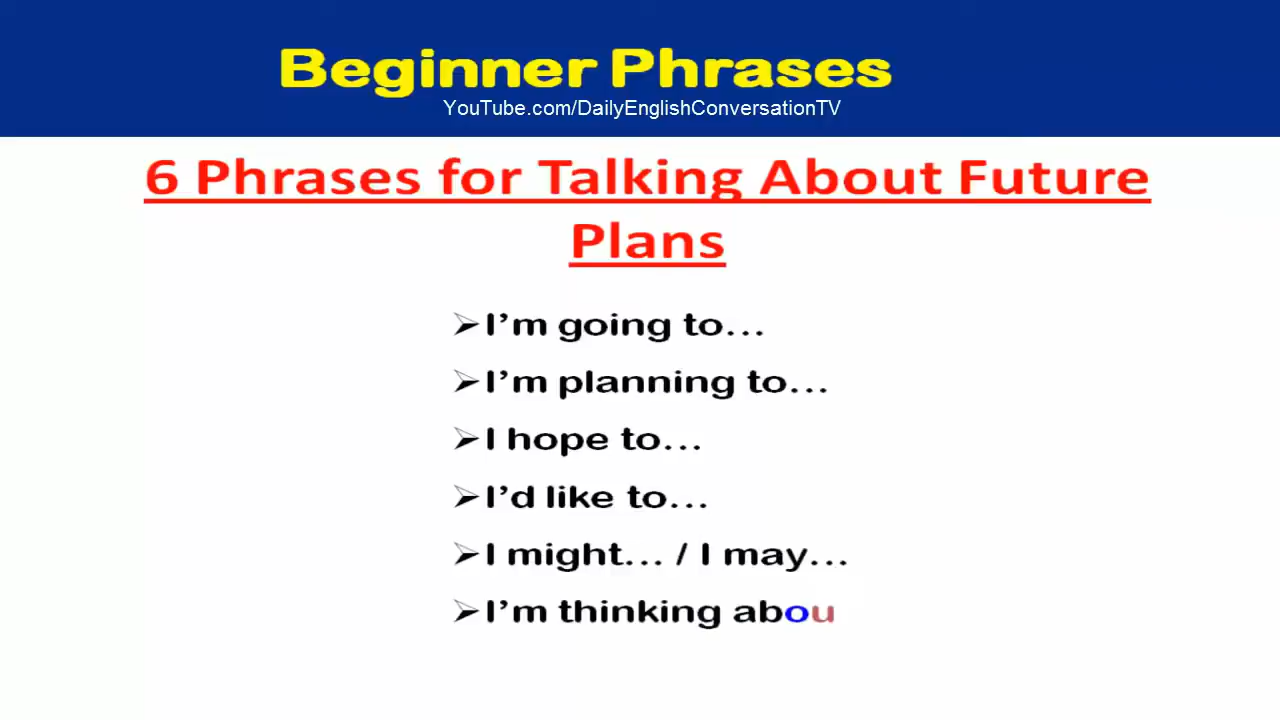 Beginner Phrases
YouTube.com/DailyEnglishConversationTV
6 Phrases for Talking About Future
Plans
➢I’m going to…
➢I’m planning to…
➢I hope to…
➢I’d like to…
➢I might… / I may…
➢I’m thinking abou